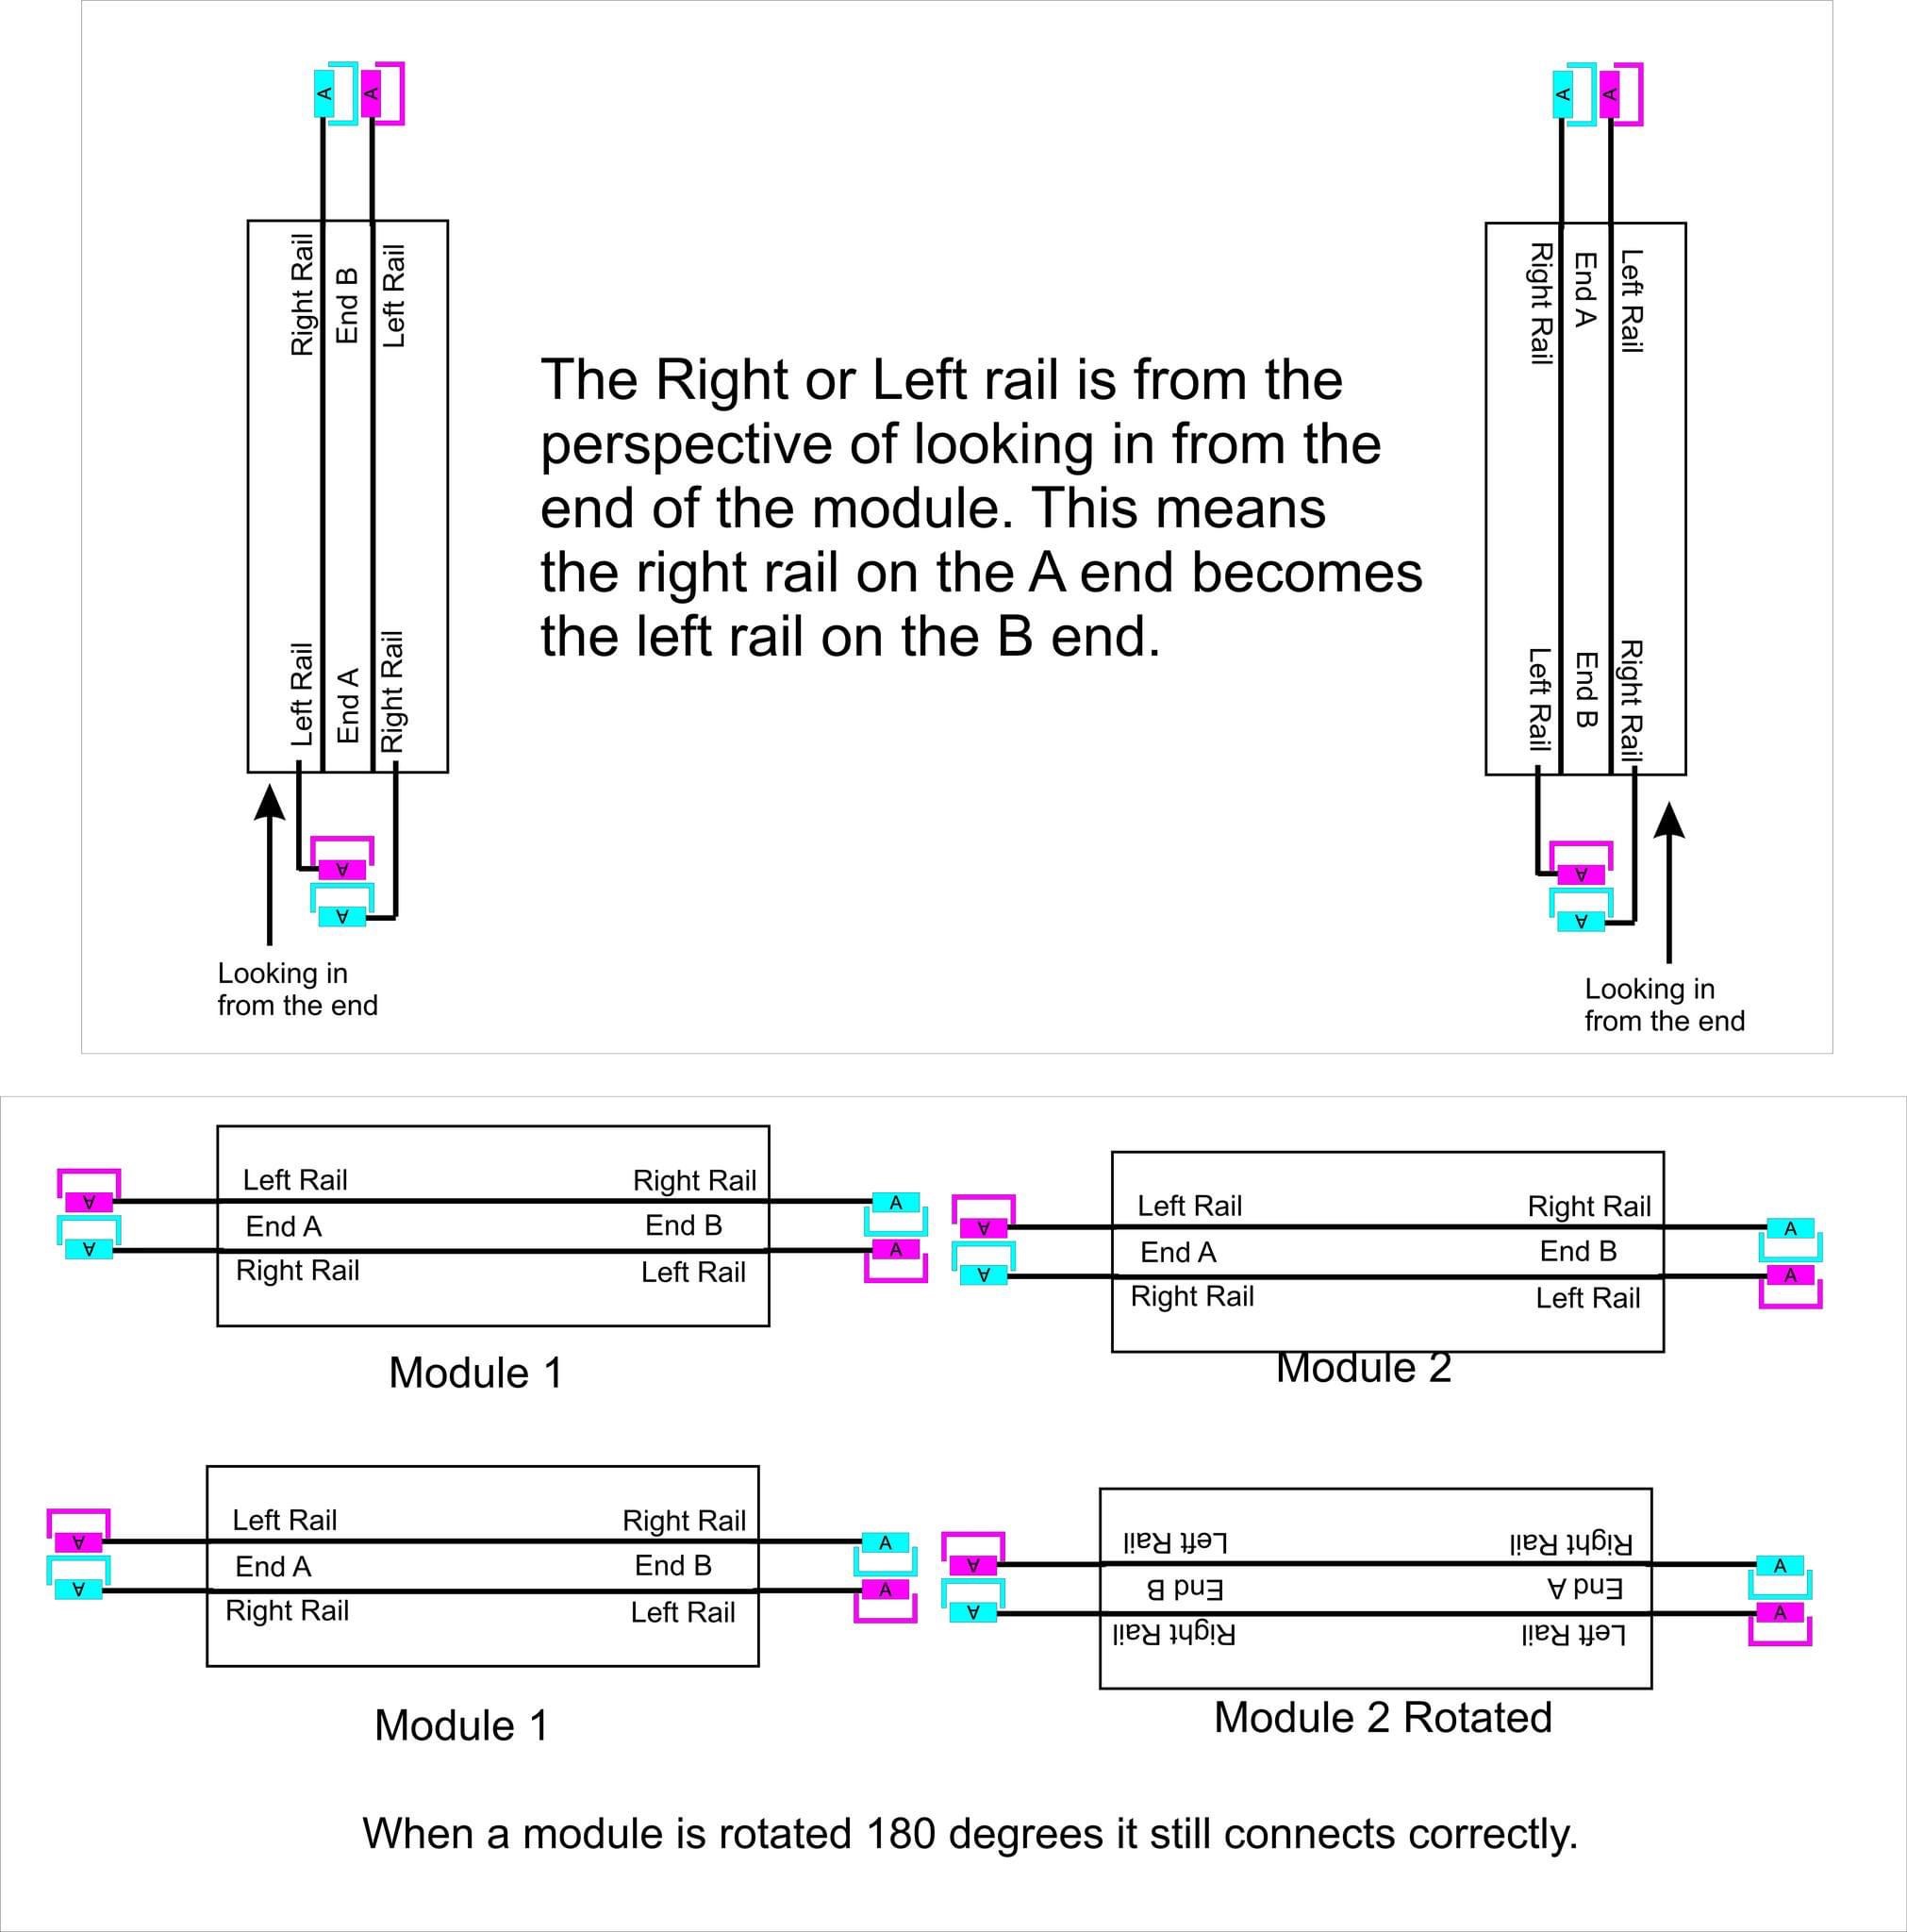 A
A
A
A
Right Rail
End B
Left Rail
Right Rail
End A
Left Rail
The Right or Left rail is from the
perspective of looking in from the
end of the module. This means
the right rail on the A end becomes
the left rail on the B end.
Left Rail
End A
Right Rail
Left Rail
End B
Right Rail
A
A
A
A
Looking in
from the end
Looking in
from the end
Left Rail
Right Rail
A
A
End A
End B
A
Right Rail
Left Rail
A
Module 1
Left Rail
Right Rail
A
A
End A
End B
A
Right Rail
Left Rail
A
Module 2
Left Rail
Right Rail
A
A
End A
End B
A
Right Rail
Left Rail
A
Module 1
Left Rail
Right Rail
A
A
End B
End A
A
Right Rail
Left Rail
A
Module 2 Rotated
When a module is rotated 180 degrees it still connects correctly.